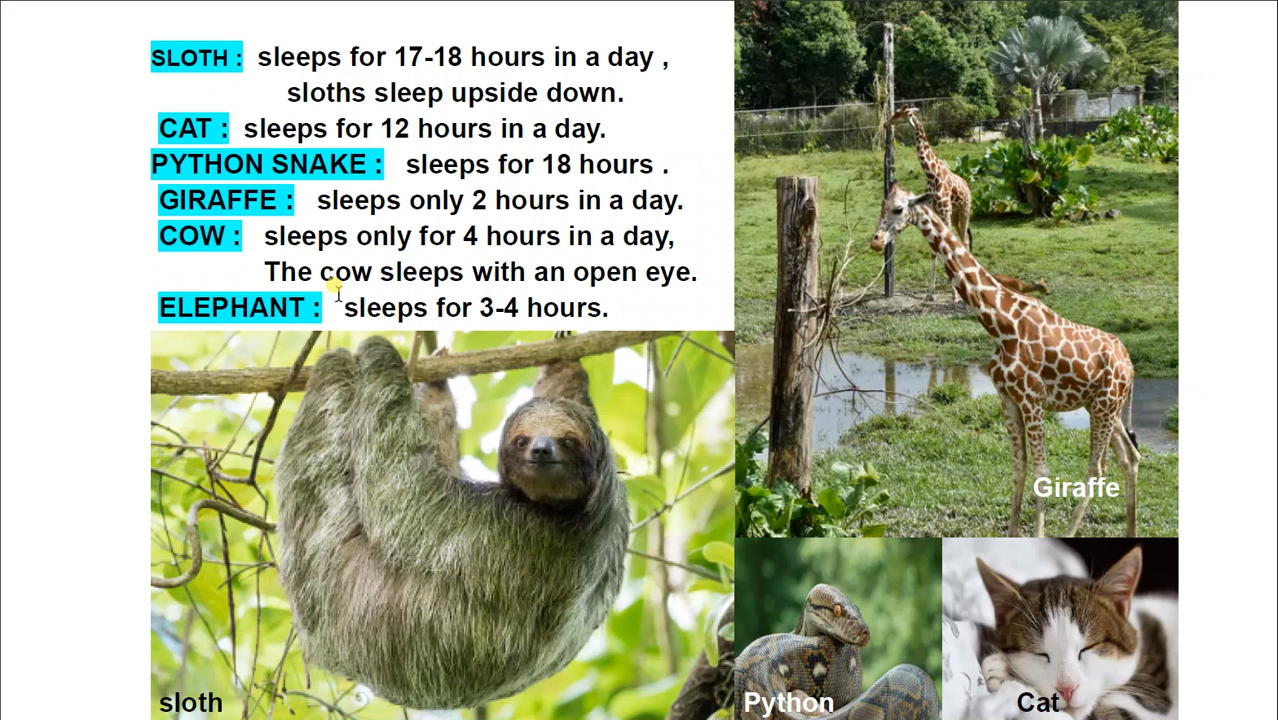 SLOTH : sleeps for 17-18 hours in a day ,
sloths sleep upside down.
CAT : sleeps for 12 hours in a day.
PYTHON SNAKE : sleeps for 18 hours .
GIRAFFE : sleeps only 2 hours in a day.
COW : sleeps only for 4 hours in a day,
The cow sleeps with an open eye.
ELEPHANT : sleeps for 3-4 hours.
Giraffe
sloth
Python
Cat